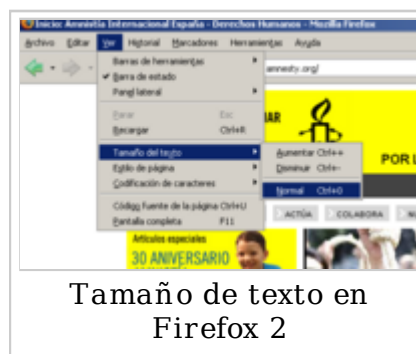 Inicio: Amnistía Internacional España - Derechos Humanos - Mozilla Firefox
Archivo Editar Ver Historial Marcadores Herramientas Ayuda
Barras de herramientas
Barra de estado
Panel lateral
amnesty.org/
Parar Esc
Recargar Ctrl+R
Tamaño del texto
Aumentar Ctrl++
Estilo de página
Disminuir Ctrl+-
POR L
Codificación de caracteres
Normal Ctrl+0
Código fuente de la página Ctrl+U
Pantalla completa F11
ACTÚA COLABORA
Artículos especiales
30 ANIVERSARIO
Tamaño de texto en
Firefox 2